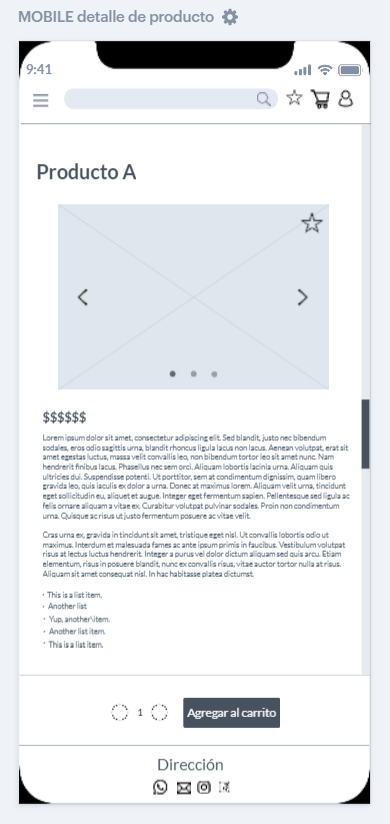 MOBILE detalle de producto
9:41
Producto A
$$$$$$
Lorem ipsum dolor sit amet, consectetur adipiscing elit. Sed blandit, justo nec bibendum
sodales, eros odio sagittis urna, blandit rhoncus ligula lacus non lacus. Aenean volutpat, erat sit
amet egestas luctus, massa velit convallis leo, non bibendum tortor leo sit amet nunc. Nam
hendrerit finibus lacus. Phasellus nec sem orci. Aliquam lobortis lacinia urna. Aliquam quis
ultricies dui. Suspendisse potenti. Ut porttitor, sem at condimentum dignissim, quam libero
gravida leo, quis iaculis ex dolor a urna. Donec at maximus lorem. Aliquam velit urna, tincidunt
eget sollicitudin eu, aliquet et augue. Integer eget fermentum sapien. Pellentesque sed ligula ac
felis ornare aliquam a vitae ex. Curabitur volutpat pulvinar sodales. Proin non condimentum
urna. Quisque ac risus ut justo fermentum posuere ac vitae velit.
Cras urna ex, gravida in tincidunt sit amet, tristique eget nisl. Ut convallis lobortis odio ut
maximus. Interdum et malesuada fames ac ante ipsum primis in faucibus. Vestibulum volutpat
risus at lectus luctus hendrerit. Integer a purus vel dolor dictum aliquam sed quis arcu. Etiam
elementum, risus in posuere blandit, nunc ex convallis risus, vitae auctor tortor nulla at risus.
Aliquam sit amet consequat nisl. In hac habitasse platea dictumst.
· This is a list item.
· Another list
· Yup, another\item.
· Another list item.
· This is a list item.
1 Agregar al carrito
Dirección